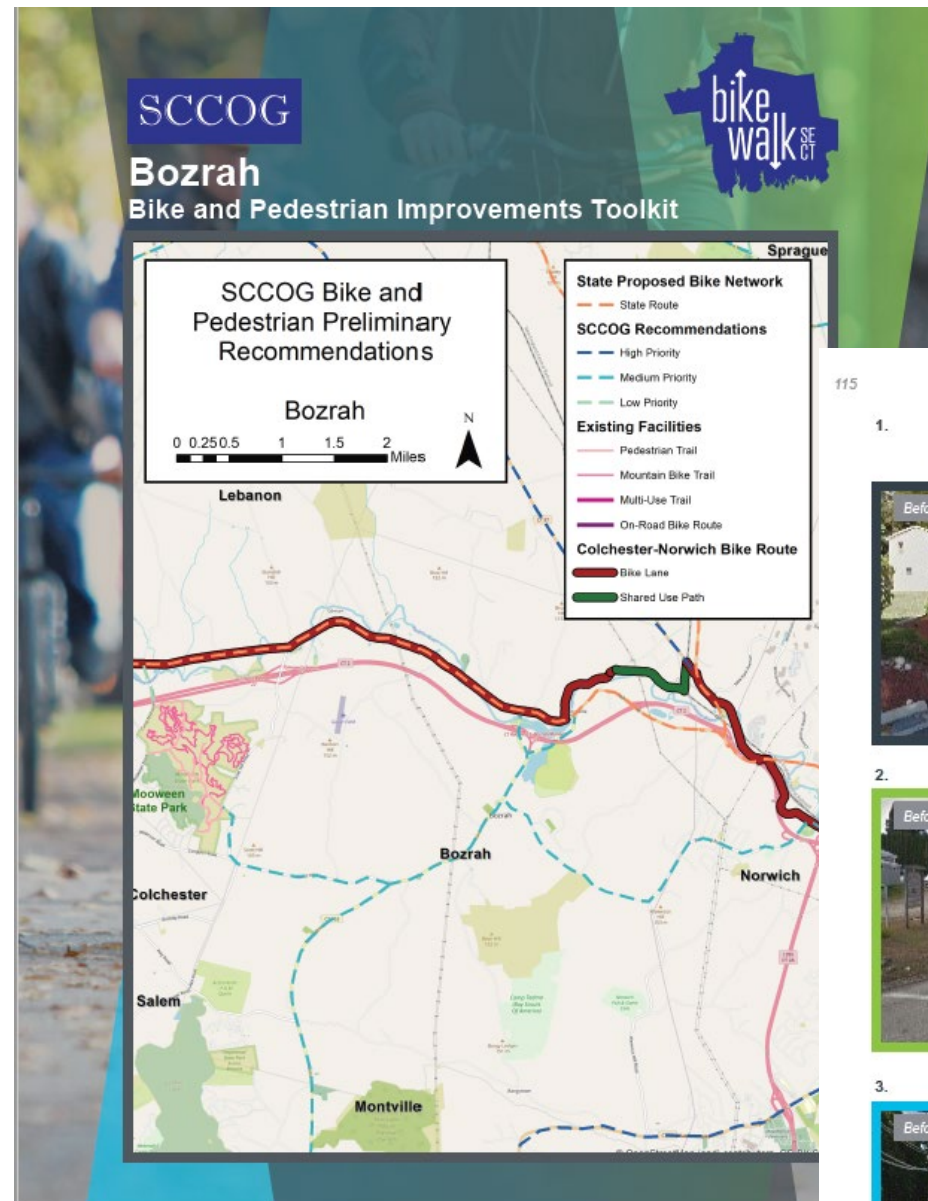 SCCOG
bike
walk SE
CT
Bozrah
Bike and Pedestrian Improvements Toolkit
Sprague
SCCOG Bike and
Pedestrian Preliminary
Recommendations
Bozrah
N
0 0.25 0.5 1 1.5 2
Miles
State Proposed Bike Network
State Route
SCCOG Recommendations
High Priority
Medium Priority
Low Priority
Existing Facilities
Pedestrian Trail
Mountain Bike Trail
Multi-Use Trail
On-Road Bike Route
Colchester-Norwich Bike Route
Bike Lane
Shared Use Path
Lebanon
Mooween
State Park
Bozrah
Bozrah
Norwich
Colchester
Salem
Montville
115
1.
Befo
2.
Befo
3.
Befo